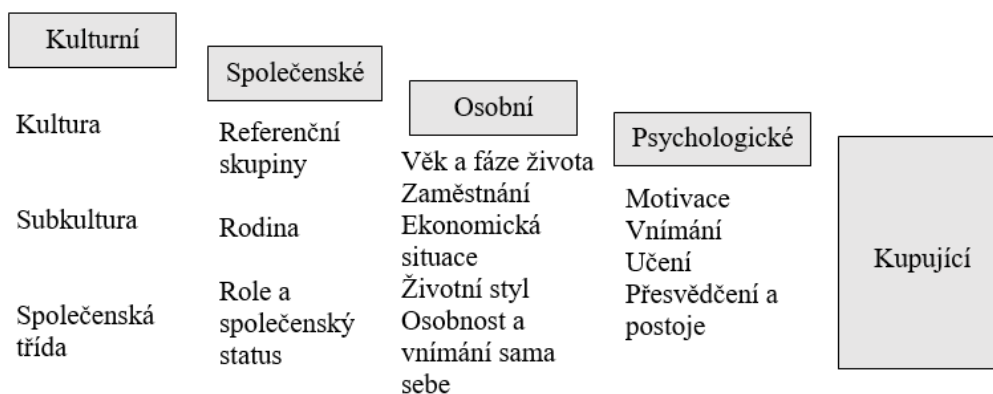 Kulturní
Kultura
Subkultura
Společenská
třída
Společenské
Referenční
skupiny
Rodina
Role a
společenský
status
Osobní
Věk a fáze života
Zaměstnání
Ekonomická
situace
Životní styl
Osobnost a
vnímání sama
sebe
Psychologické
Motivace
Vnímání
Učení
Přesvědčení a
postoje
Kupující